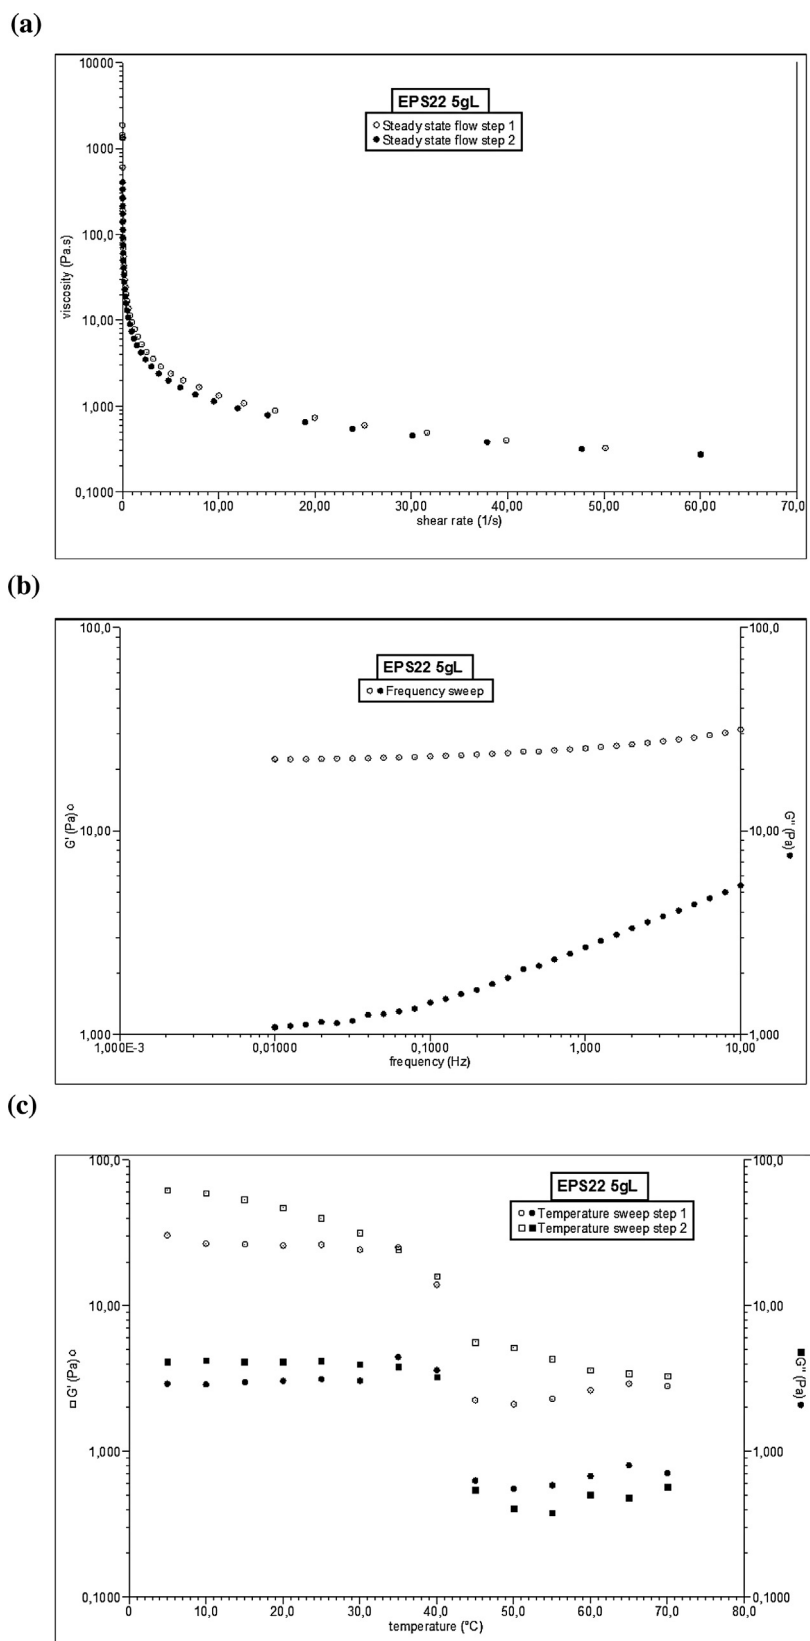 (a)
EPS22 5gL
Steady state flow step 1
Steady state flow step 2
10000
1000
100,0
10,00
1,000
0,1000
viscosity (Pa.s)
0 10,00 20,00 30,00 40,00 50,00 60,00 70,0
shear rate (1/s)
(b)
EPS22 5gL
Frequency sweep
100,0
10,00
1,000
G' (Pa)
100,0
10,00
1,000
G'' (Pa)
1,000E-3 0,01000 0,1000 1,000 10,00
frequency (Hz)
(c)
EPS22 5gL
Temperature sweep step 1
Temperature sweep step 2
100,0
10,00
1,000
0,1000
G' (Pa)
100,0
10,00
1,000
0,1000
G'' (Pa)
0 10,0 20,0 30,0 40,0 50,0 60,0 70,0 80,0
temperature (°C)